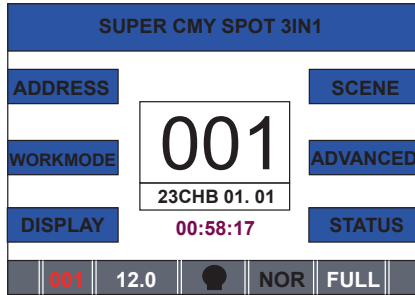 SUPER CMY SPOT 3IN1
ADDRESS
SCENE
001
WORKMODE
ADVANCED
23CHB 01. 01
DISPLAY
00:58:17
STATUS
001 12.0 NOR FULL